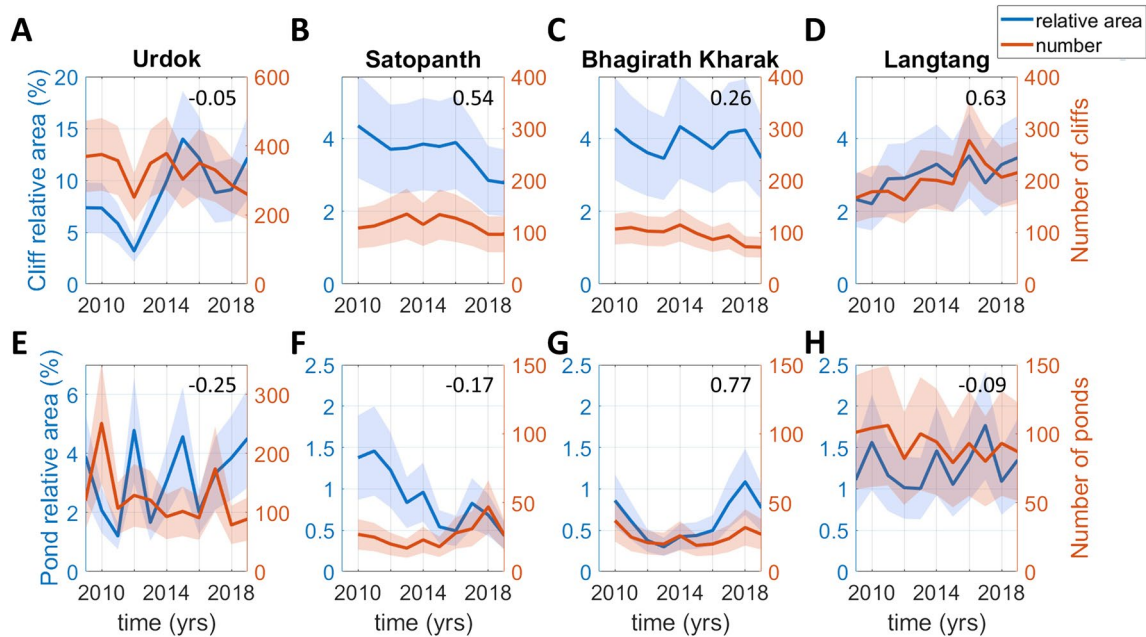 relative area
number
A
Urdok
B
Satopanth
C
Bhagirath Kharak
D
Langtang
Cliff relative area (%)
20
15
10
5
0
-0.05
600
400
200
0
2010 2014 2018
4
2
0
0.54
400
300
200
100
0
2010 2014 2018
4
2
0
0.26
400
300
200
100
0
2010 2014 2018
4
2
0
0.63
400
300
200
100
0
Number of cliffs
2010 2014 2018
E
Pond relative area (%)
6
4
2
0
-0.25
300
200
100
0
2010 2014 2018
time (yrs)
F
2.5
2
1.5
1
0.5
0
-0.17
150
100
50
0
2010 2014 2018
time (yrs)
G
2.5
2
1.5
1
0.5
0
0.77
150
100
50
0
2010 2014 2018
time (yrs)
H
2.5
2
1.5
1
0.5
0
-0.09
150
100
50
0
Number of ponds
2010 2014 2018
time (yrs)